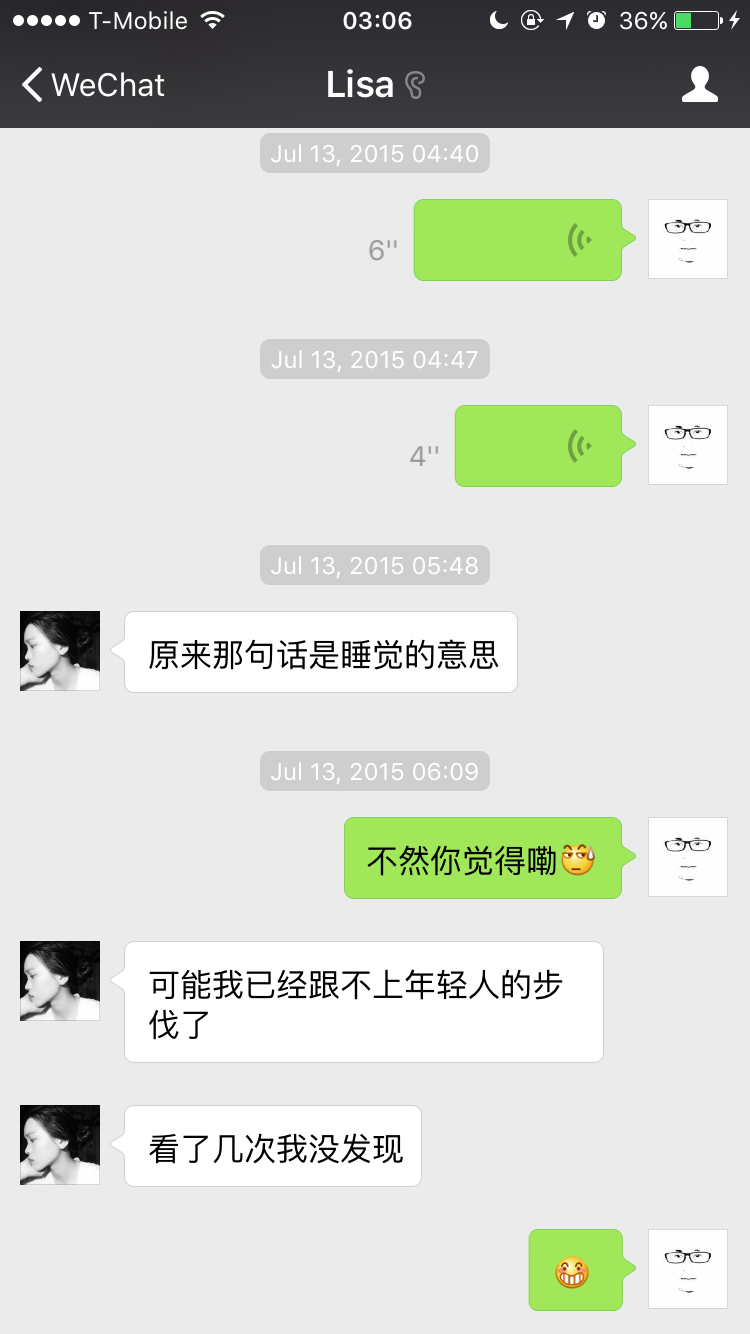 T-Mobile 03:06 36%
WeChat Lisa
Jul 13, 2015 04:40
6''
Jul 13, 2015 04:47
4''
Jul 13, 2015 05:48
原来那句话是睡觉的意思
Jul 13, 2015 06:09
不然你觉得嘞😓
可能我已经跟不上年轻人的步
伐了
看了几次我没发现
😁